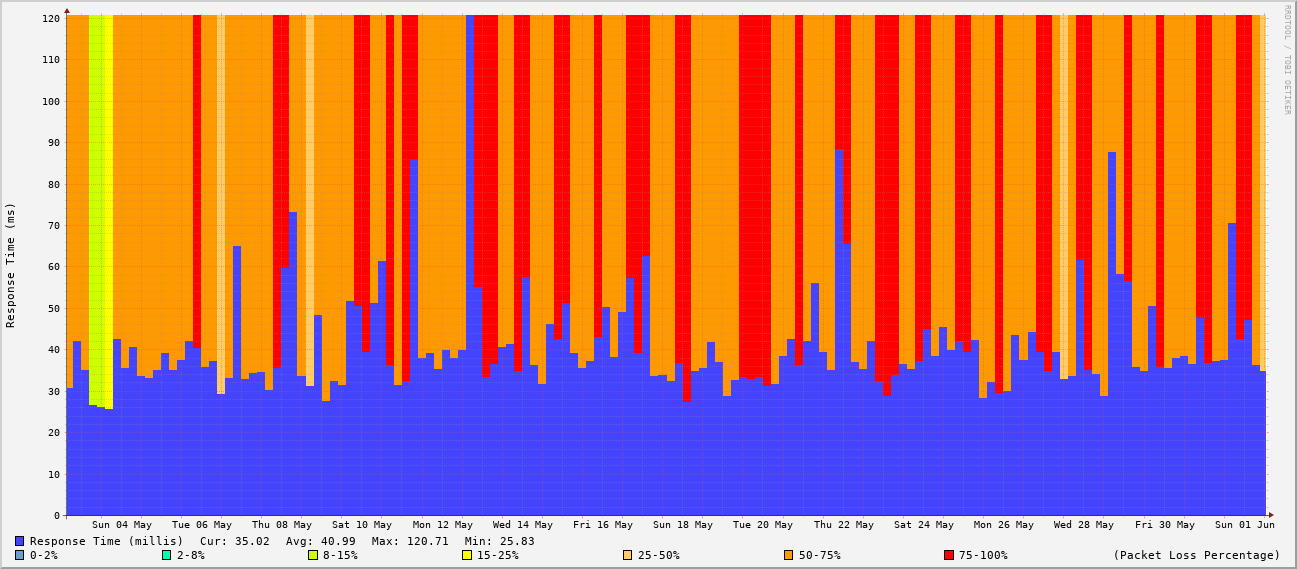 RRDTOOL / TOBI OETIKER
Response Time (ms)
120
110
100
90
80
70
60
50
40
30
20
10
0
Sun 04 May Tue 06 May Thu 08 May Sat 10 May Mon 12 May Wed 14 May Fri 16 May Sun 18 May Tue 20 May Thu 22 May Sat 24 May Mon 26 May Wed 28 May Fri 30 May Sun 01 Jun
Response Time (millis) Cur: 35.02 Avg: 40.99 Max: 120.71 Min: 25.83
0-2% 2-8% 8-15% 15-25% 25-50% 50-75% 75-100% (Packet Loss Percentage)